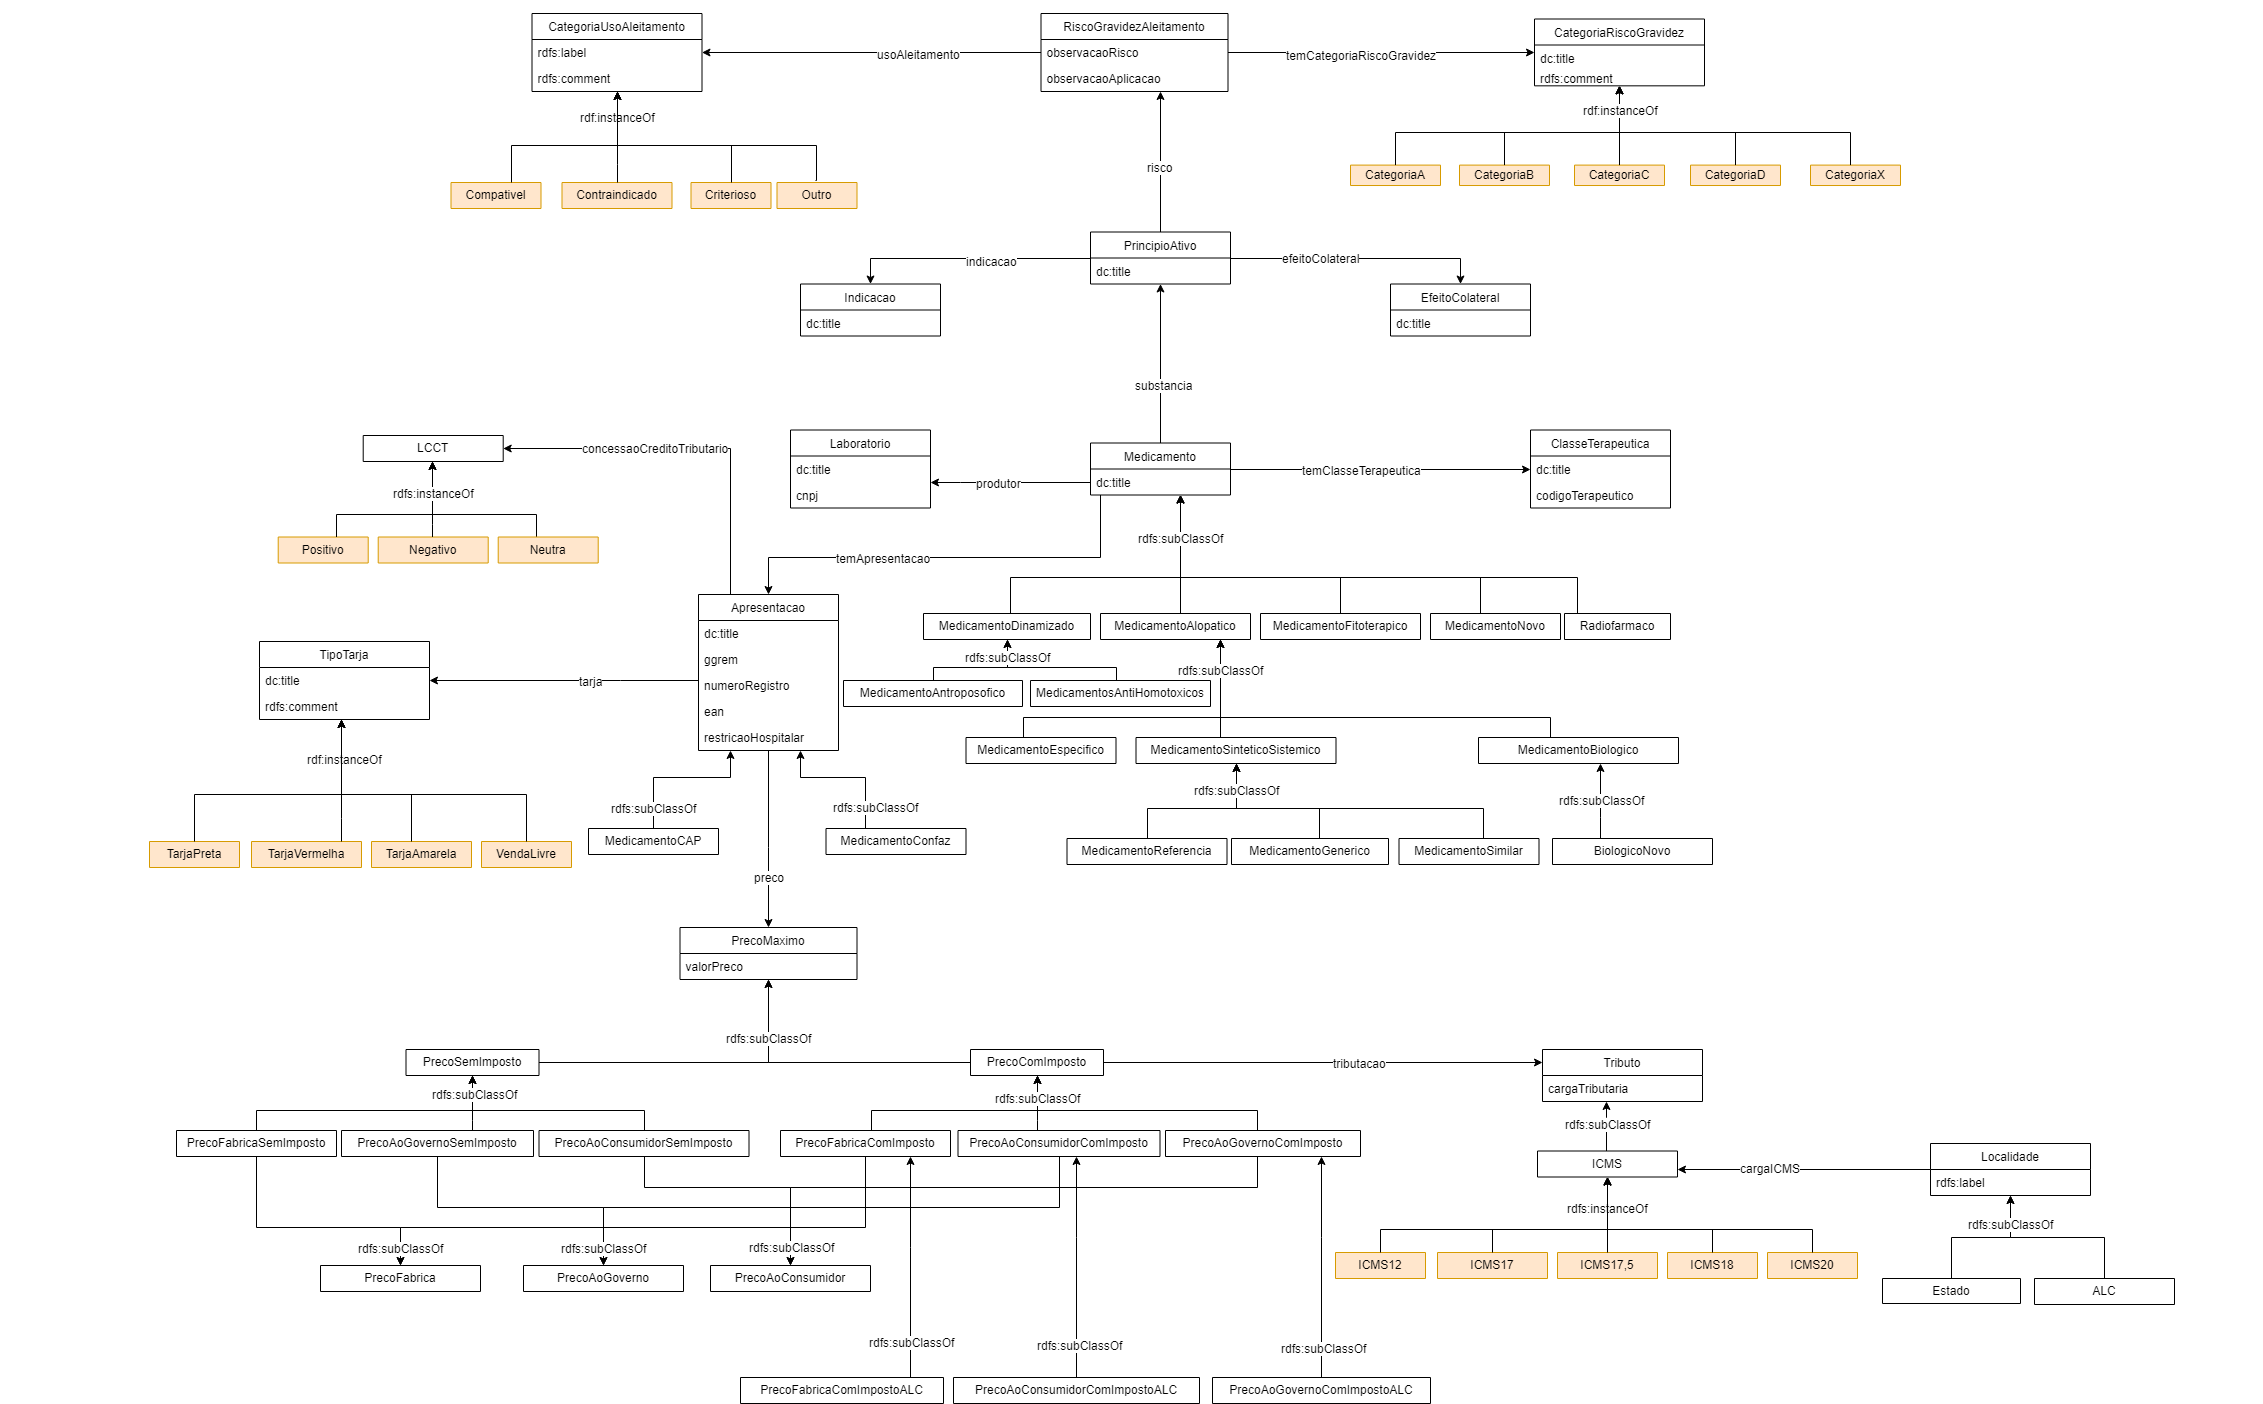 CategoriaUsoAleitamento
rdfs:label
rdfs:comment
usoAleitamento
RiscoGravidezAleitamento
observacaoRisco
observacaoAplicacao
temCategoriaRiscoGravidez
CategoriaRiscoGravidez
dc:title
rdfs:comment
rdf:instanceOf
Compativel
Contraindicado
Criterioso
Outro
rdf:instanceOf
CategoriaA
CategoriaB
CategoriaC
CategoriaD
CategoriaX
risco
PrincipioAtivo
dc:title
indicacao
efeitoColateral
Indicacao
dc:title
EfeitoColateral
dc:title
substancia
LCCT
concessaoCreditoTributario
rdfs:instanceOf
Positivo
Negativo
Neutra
Laboratorio
dc:title
cnpj
produtor
Medicamento
dc:title
temClasseTerapeutica
ClasseTerapeutica
dc:title
codigoTerapeutico
temApresentacao
rdfs:subClassOf
Apresentacao
dc:title
ggrem
numeroRegistro
ean
restricaoHospitalar
MedicamentoDinamizado
MedicamentoAlopatico
MedicamentoFitoterapico
MedicamentoNovo
Radiofarmaco
rdfs:subClassOf
rdfs:subClassOf
MedicamentoAntroposofico
MedicamentosAntiHomotoxicos
TipoTarja
dc:title
rdfs:comment
tarja
rdf:instanceOf
TarjaPreta
TarjaVermelha
TarjaAmarela
VendaLivre
MedicamentoEspecifico
MedicamentoSinteticoSistemico
MedicamentoBiologico
rdfs:subClassOf
rdfs:subClassOf
MedicamentoReferencia
MedicamentoGenerico
MedicamentoSimilar
BiologicoNovo
rdfs:subClassOf
rdfs:subClassOf
MedicamentoCAP
MedicamentoConfaz
preco
PrecoMaximo
valorPreco
rdfs:subClassOf
PrecoSemImposto
PrecoComImposto
tributacao
Tributo
cargaTributaria
rdfs:subClassOf
rdfs:subClassOf
rdfs:subClassOf
PrecoFabricaSemImposto
PrecoAoGovernoSemImposto
PrecoAoConsumidorSemImposto
PrecoFabricaComImposto
PrecoAoConsumidorComImposto
PrecoAoGovernoComImposto
ICMS
cargaICMS
Localidade
rdfs:label
rdfs:instanceOf
rdfs:subClassOf
rdfs:subClassOf
rdfs:subClassOf
rdfs:subClassOf
PrecoFabrica
PrecoAoGoverno
PrecoAoConsumidor
ICMS12
ICMS17
ICMS17,5
ICMS18
ICMS20
Estado
ALC
rdfs:subClassOf
rdfs:subClassOf
rdfs:subClassOf
PrecoFabricaComImpostoALC
PrecoAoConsumidorComImpostoALC
PrecoAoGovernoComImpostoALC